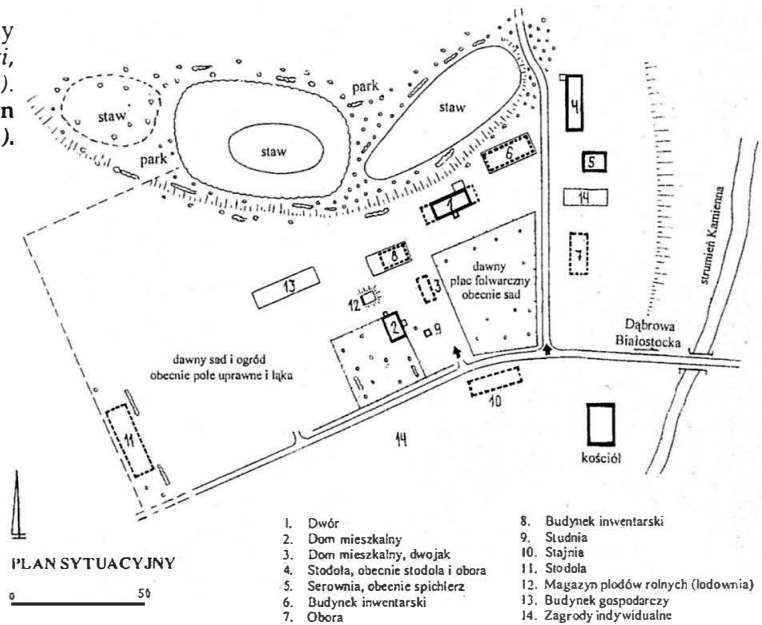 y
i,
).
n
).
staw
park
staw
staw
park
4
5
6
14
1
7
8
13
3
12
2
9
dawny
plac folwarczny
obecnie sad
strumień Kamienna
Dąbrowa
Białostocka
dawny sad i ogród
obecnie pole uprawne i łąka
10
11
14
kościół
PLAN SYTUACYJNY
0 50
1. Dwór
2. Dom mieszkalny
3. Dom mieszkalny, dwojak
4. Stodoła, obecnie stodoła i obora
5. Serownia, obecnie spichlerz
6. Budynek inwentarski
7. Obora
8. Budynek inwentarski
9. Studnia
10. Stajnia
11. Stodoła
12. Magazyn płodów rolnych (lodownia)
13. Budynek gospodarczy
14. Zagrody indywidualne